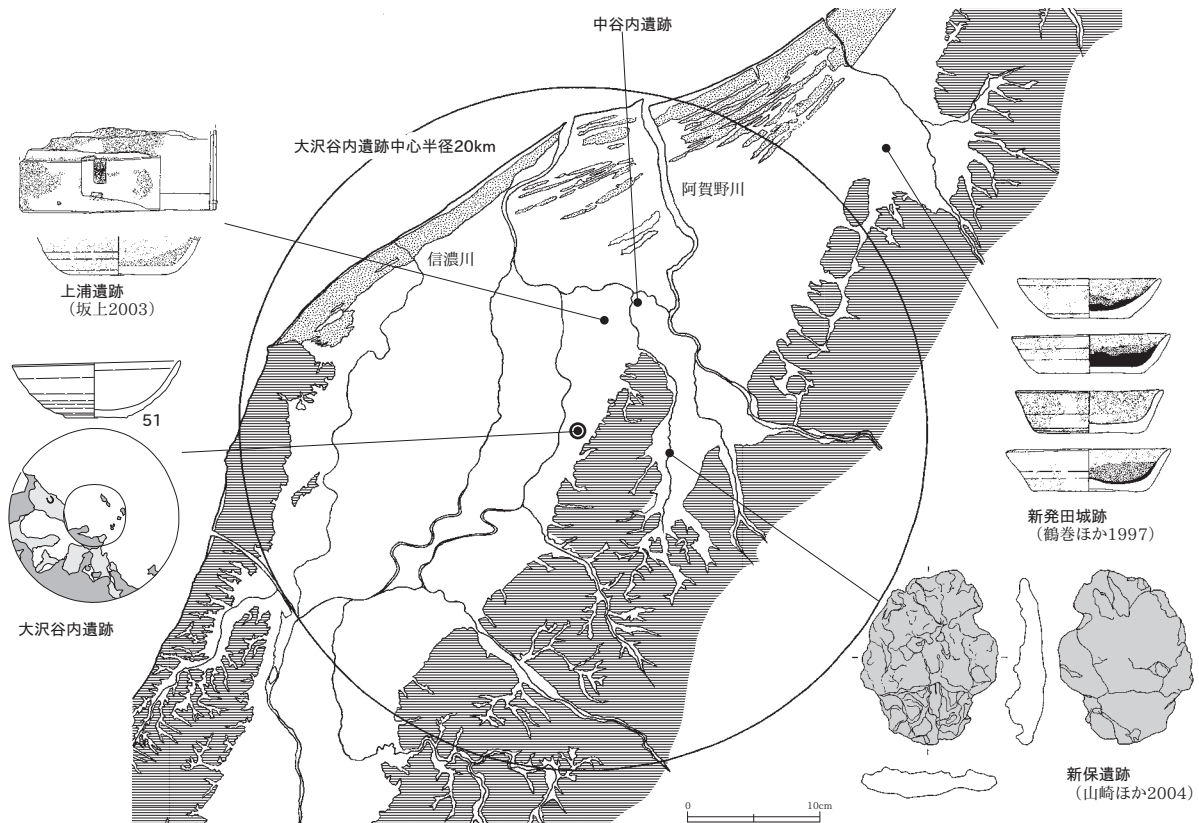 中谷内遺跡
大沢谷内遺跡中心半径20km
阿賀野川
信濃川
上浦遺跡
（坂上2003）
51
大沢谷内遺跡
新発田城跡
（鶴巻ほか1997）
新保遺跡
（山崎ほか2004）
0
10cm